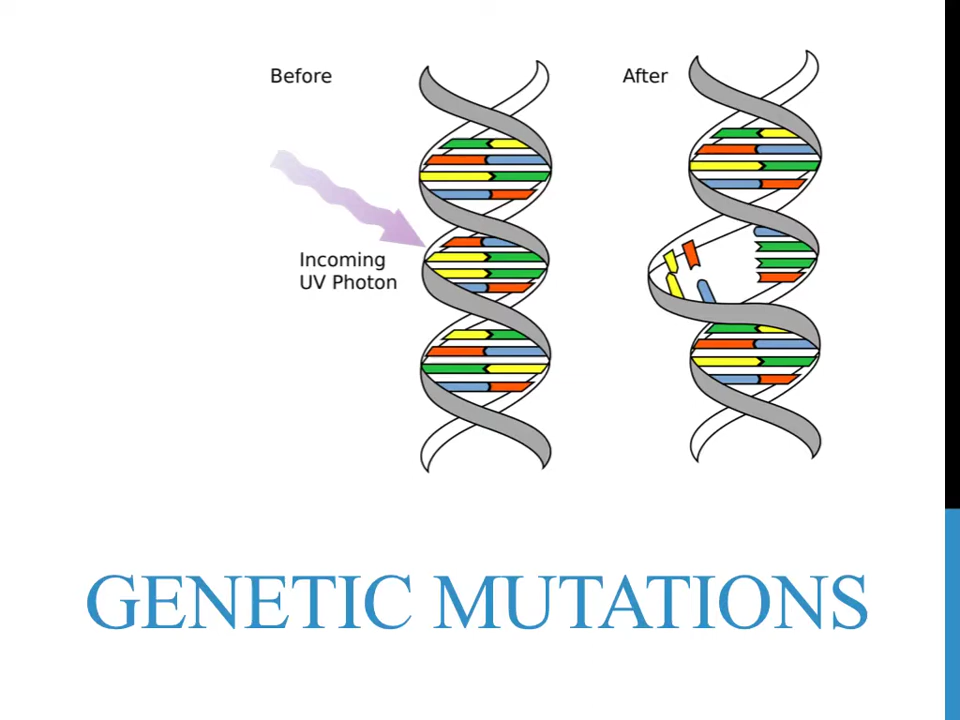 Before
After
Incoming
UV Photon
GENETIC MUTATIONS